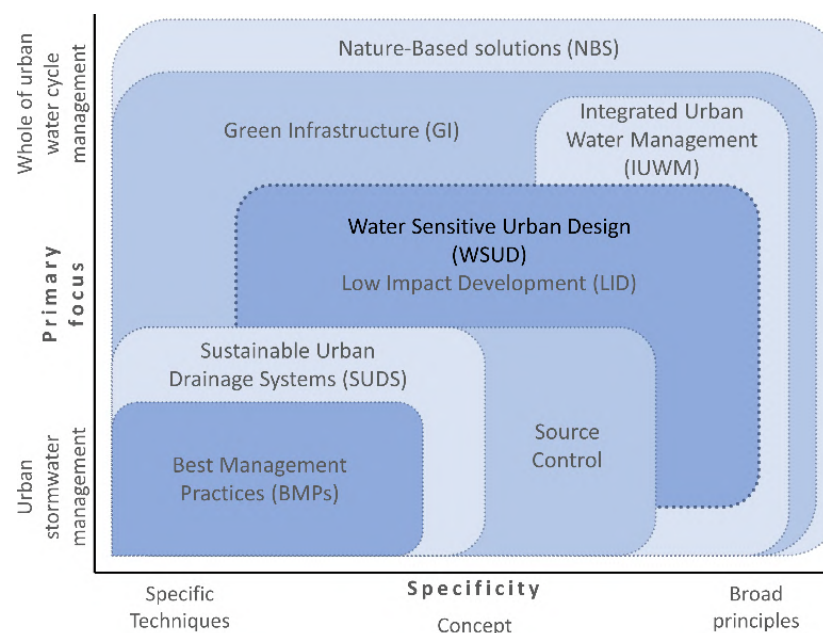 Nature-Based solutions (NBS)
Green Infrastructure (GI)
Integrated Urban
Water Management
(IUWM)
Water Sensitive Urban Design
(WSUD)
Low Impact Development (LID)
Sustainable Urban
Drainage Systems (SUDS)
Source
Control
Best Management
Practices (BMPs)
Whole of urban
water cycle
management
Primary
focus
Urban
stormwater
management
Specific
Techniques
Specificity
Concept
Broad
principles